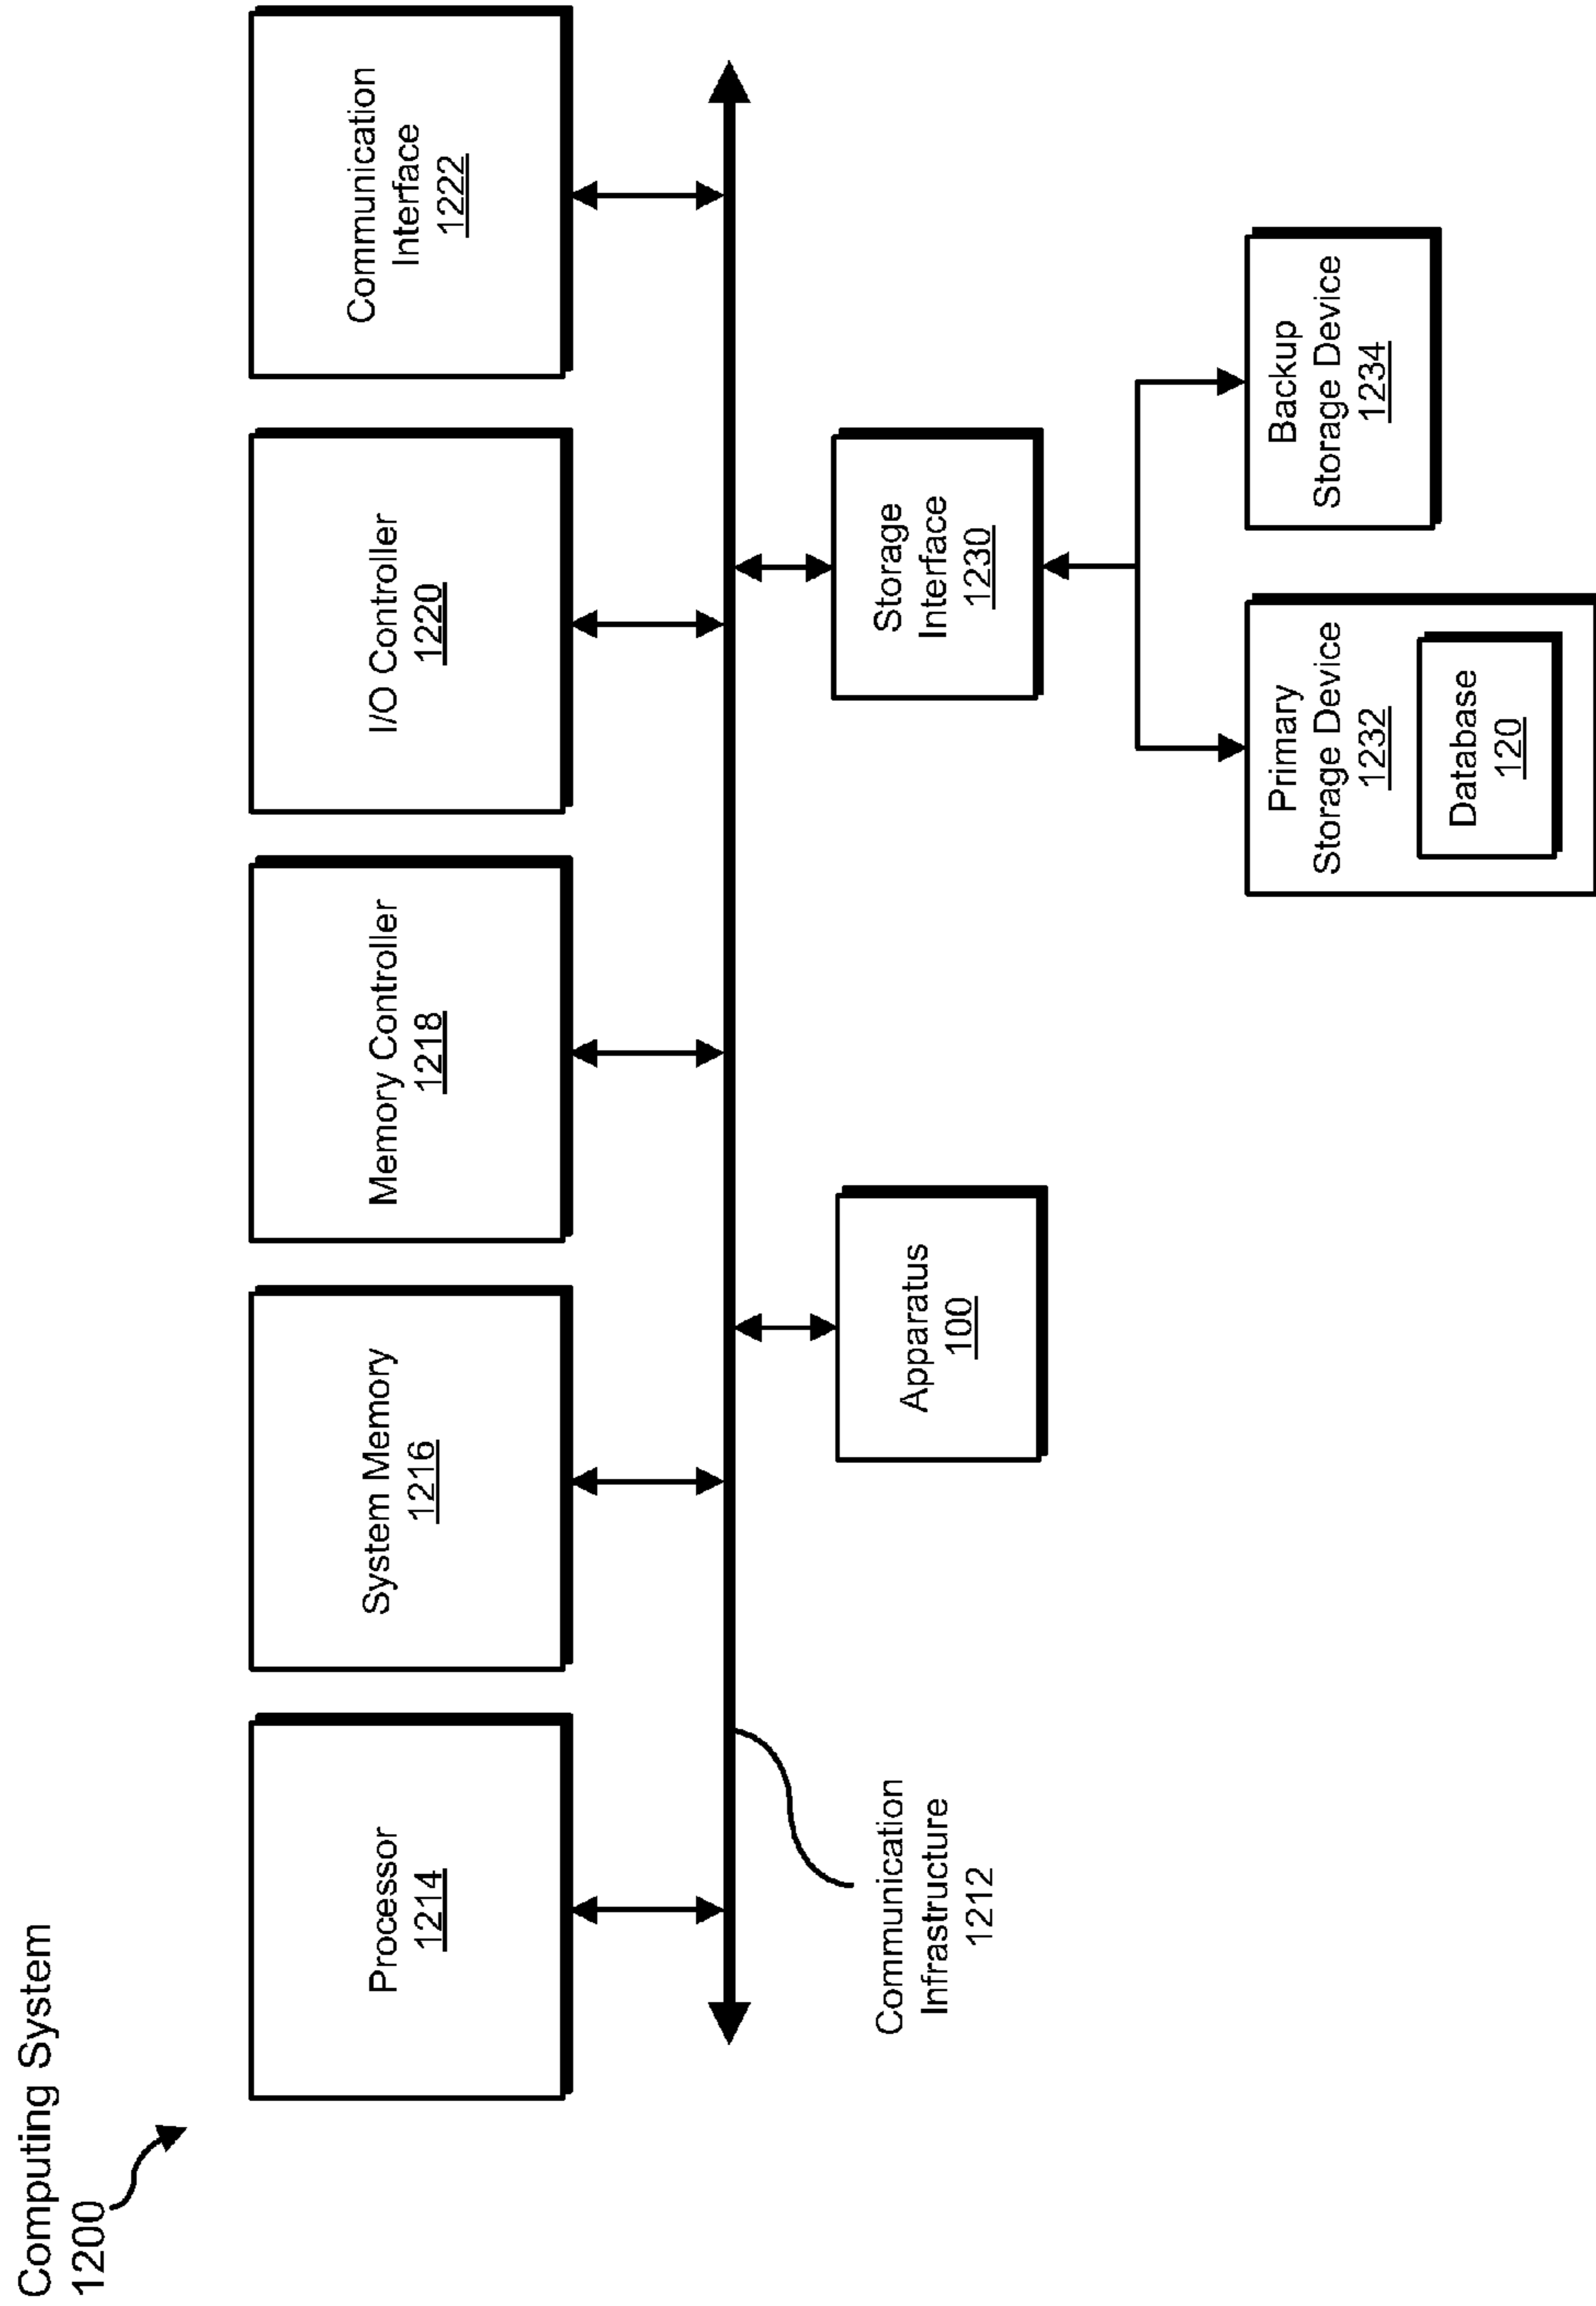 Computing System
1200
Processor
1214
System Memory
1216
Memory Controller
1218
I/O Controller
1220
Communication
Interface
1222
Communication
Infrastructure
1212
Apparatus
100
Storage
Interface
1230
Primary
Storage Device
1232
Database
120
Backup
Storage Device
1234